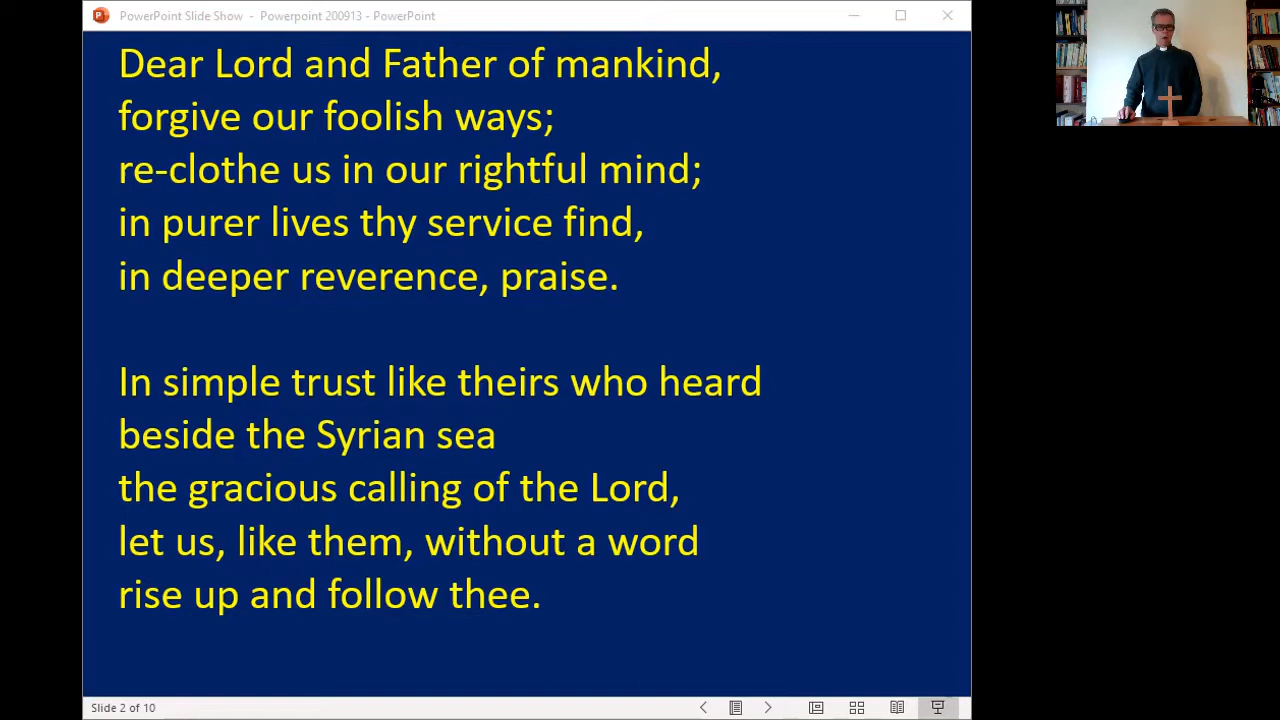 PowerPoint Slide Show - Powerpoint 200913 - PowerPoint
Dear Lord and Father of mankind,
forgive our foolish ways;
re-clothe us in our rightful mind;
in purer lives thy service find,
in deeper reverence, praise.
In simple trust like theirs who heard
beside the Syrian sea
the gracious calling of the Lord,
let us, like them, without a word
rise up and follow thee.
Slide 2 of 10